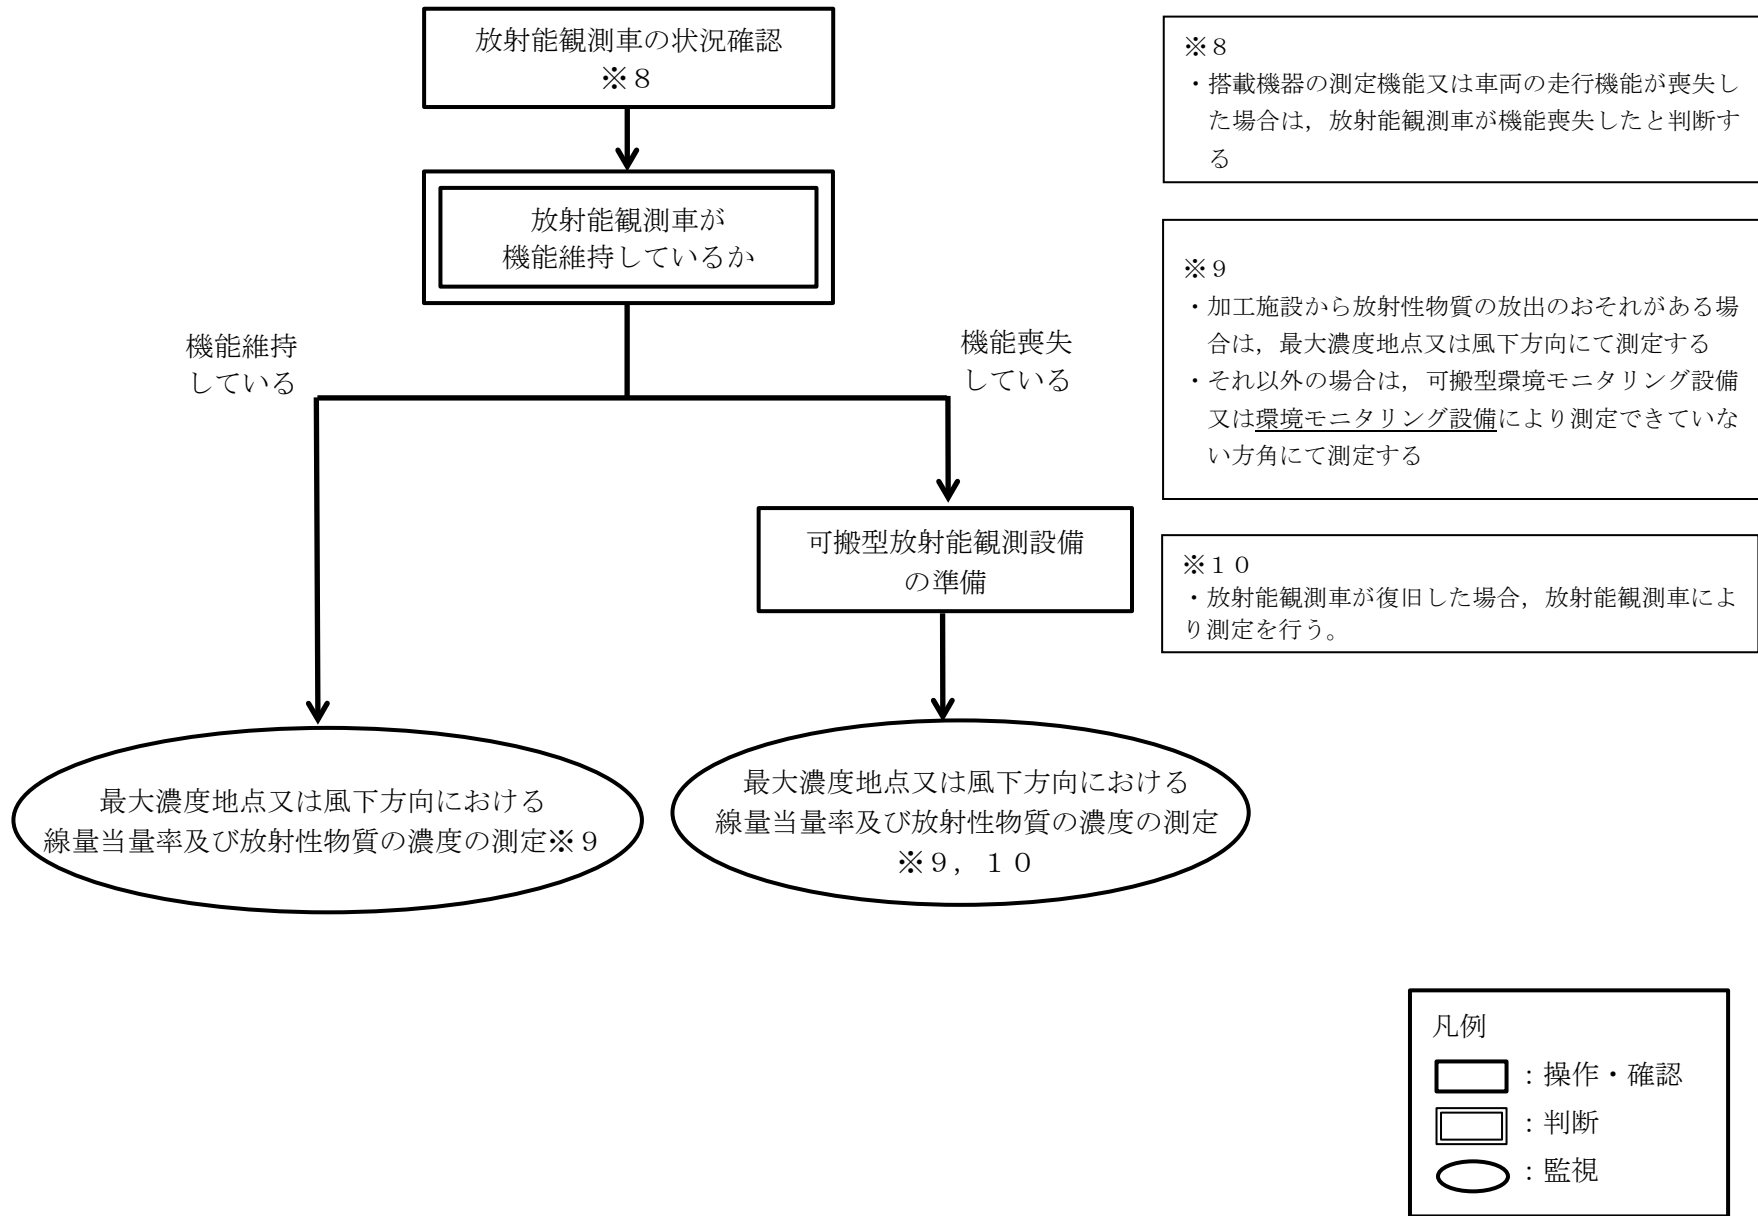 放射能観測車の状況確認
※８
放射能観測車が
機能維持しているか
機能維持
している
機能喪失
している
可搬型放射能観測設備
の準備
最大濃度地点又は風下方向における
線量当量率及び放射性物質の濃度の測定※９
最大濃度地点又は風下方向における
線量当量率及び放射性物質の濃度の測定
※９，１０
※８
・搭載機器の測定機能又は車両の走行機能が喪失し
た場合は，放射能観測車が機能喪失したと判断す
る
※９
・加工施設から放射性物質の放出のおそれがある場
合は，最大濃度地点又は風下方向にて測定する
・それ以外の場合は，可搬型環境モニタリング設備
又は環境モニタリング設備により測定できていな
い方角にて測定する
※１０
・放射能観測車が復旧した場合，放射能観測車によ
り測定を行う。
凡例
：操作・確認
：判断
：監視